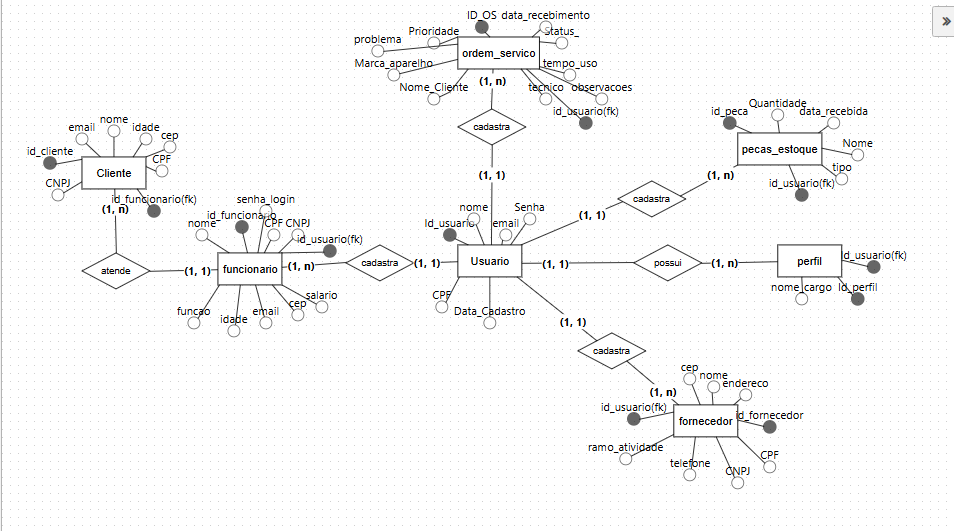 ID_OS data_recebimento
Prioridade
Status_
problema
ordem_servico
Marca_aparelho
tempo_uso
(1, n)
Nome_Cliente
tecnico observacoes
id_usuario(fk)
cadastra
(1, 1)
email nome idade cep
id_cliente
CPF
Cliente
CNPJ
id_funcionario(fk)
(1, n)
atende
(1, 1)
senha_login
id_funcionario
nome
CPF CNPJ
id_usuario(fk)
funcionario
(1, n)
funcao
idade
email
cep
salario
cadastra
(1, 1)
nome
Senha
Id_usuario
email
Usuario
CPF
Data_Cadastro
(1, 1)
cadastra
(1, n)
Quantidade
id_peca
data_recebida
pecas_estoque
Nome
tipo
id_usuario(fk)
(1, 1)
possui
(1, n)
perfil
Id_usuario(fk)
nome_cargo Id_perfil
(1, 1)
cadastra
(1, n)
cep
nome
endereco
id_usuario(fk)
id_fornecedor
fornecedor
ramo_atividade
telefone
CNPJ
CPF